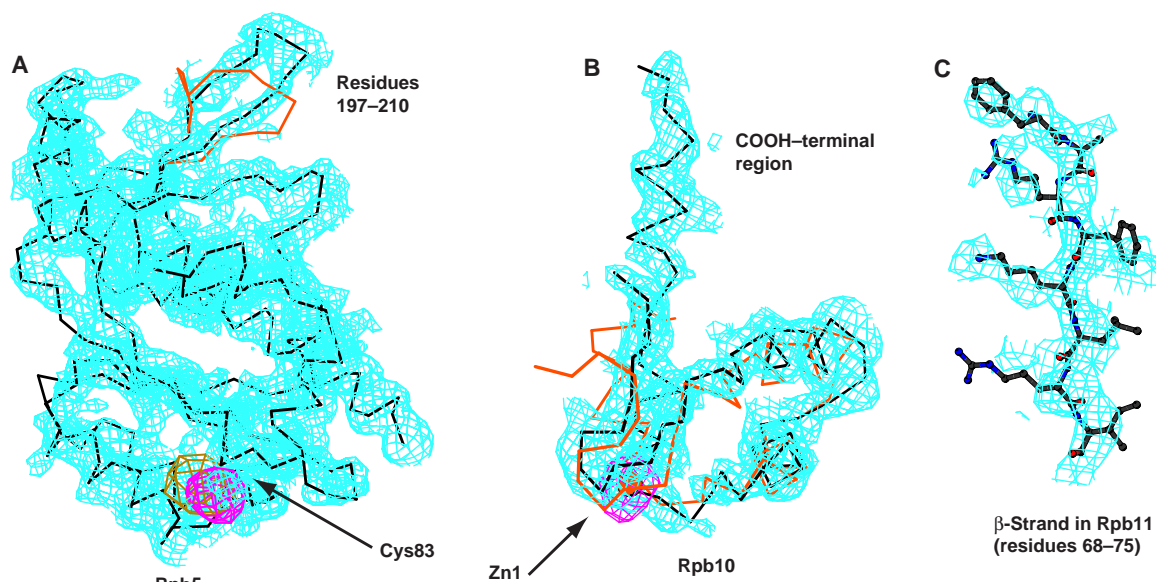 A
Residues
197–210
Cys83
B
COOH–terminal
region
Zn1
Rpb10
C
β-Strand in Rpb11
(residues 68–75)